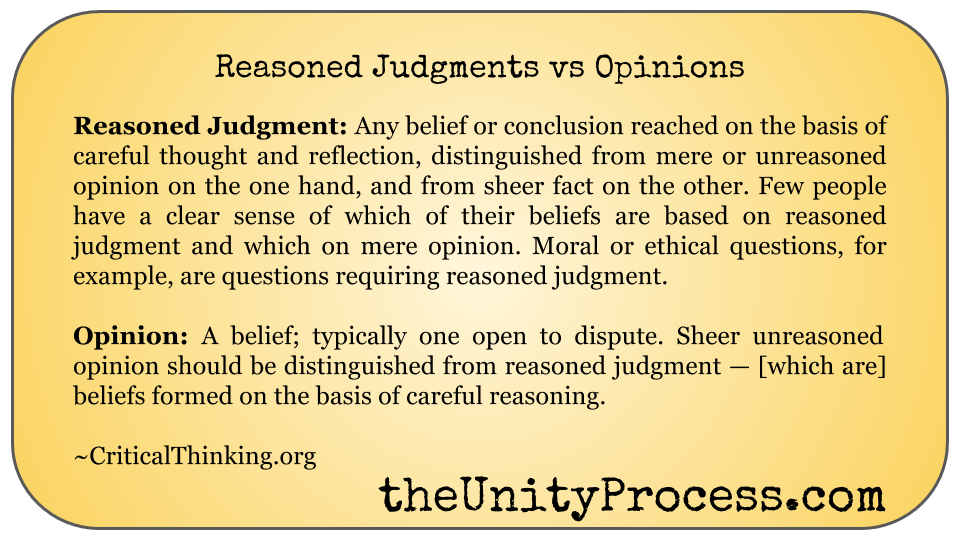 Reasoned Judgments vs Opinions
Reasoned Judgment: Any belief or conclusion reached on the basis of
careful thought and reflection, distinguished from mere or unreasoned
opinion on the one hand, and from sheer fact on the other. Few people
have a clear sense of which of their beliefs are based on reasoned
judgment and which on mere opinion. Moral or ethical questions, for
example, are questions requiring reasoned judgment.
Opinion: A belief; typically one open to dispute. Sheer unreasoned
opinion should be distinguished from reasoned judgment — [which are]
beliefs formed on the basis of careful reasoning.
~CriticalThinking.org
theUnityProcess.com